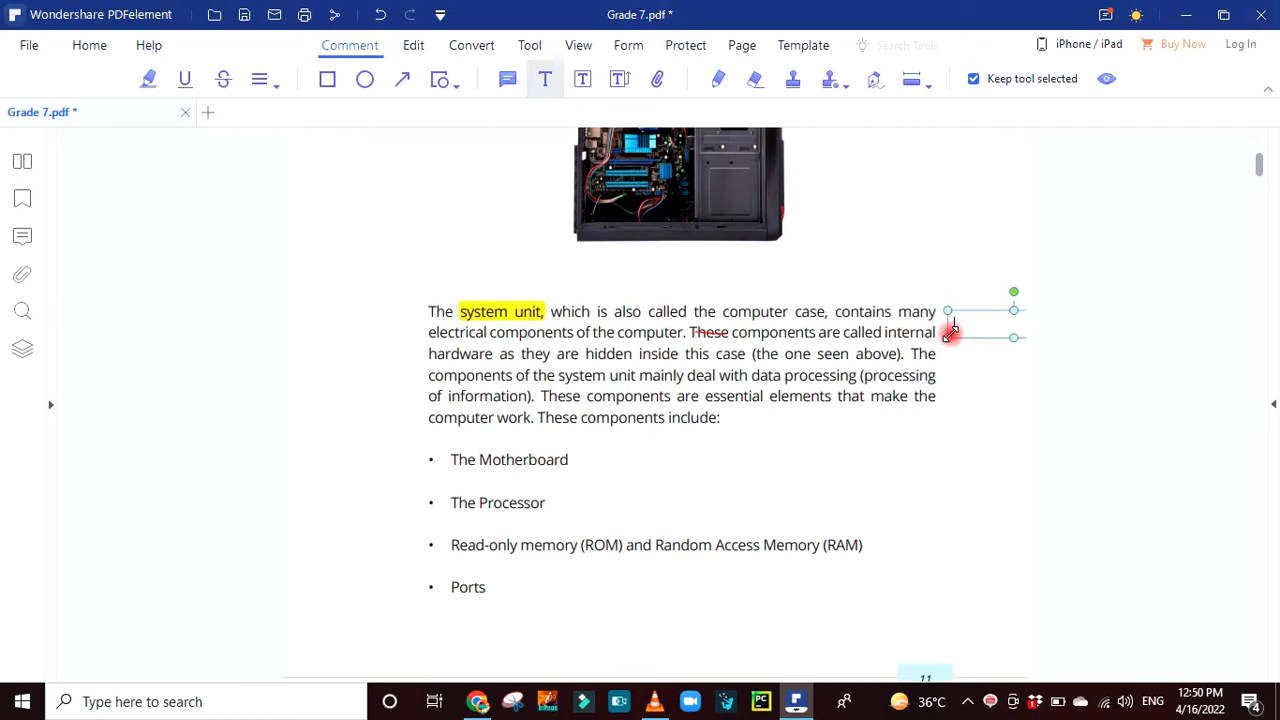 Wondershare PDFelement
Grade 7.pdf *
File Home Help Comment Edit Convert Tool View Form Protect Page Template Search Tools iPhone / iPad Buy Now Log In
Keep tool selected
Grade 7.pdf *
The system unit, which is also called the computer case, contains many
electrical components of the computer. These components are called internal
hardware as they are hidden inside this case (the one seen above). The
components of the system unit mainly deal with data processing (processing
of information). These components are essential elements that make the
computer work. These components include:
• The Motherboard
• The Processor
• Read-only memory (ROM) and Random Access Memory (RAM)
• Ports
11
Type here to search
36°C
ENG
12:50 PM
4/16/2022
4